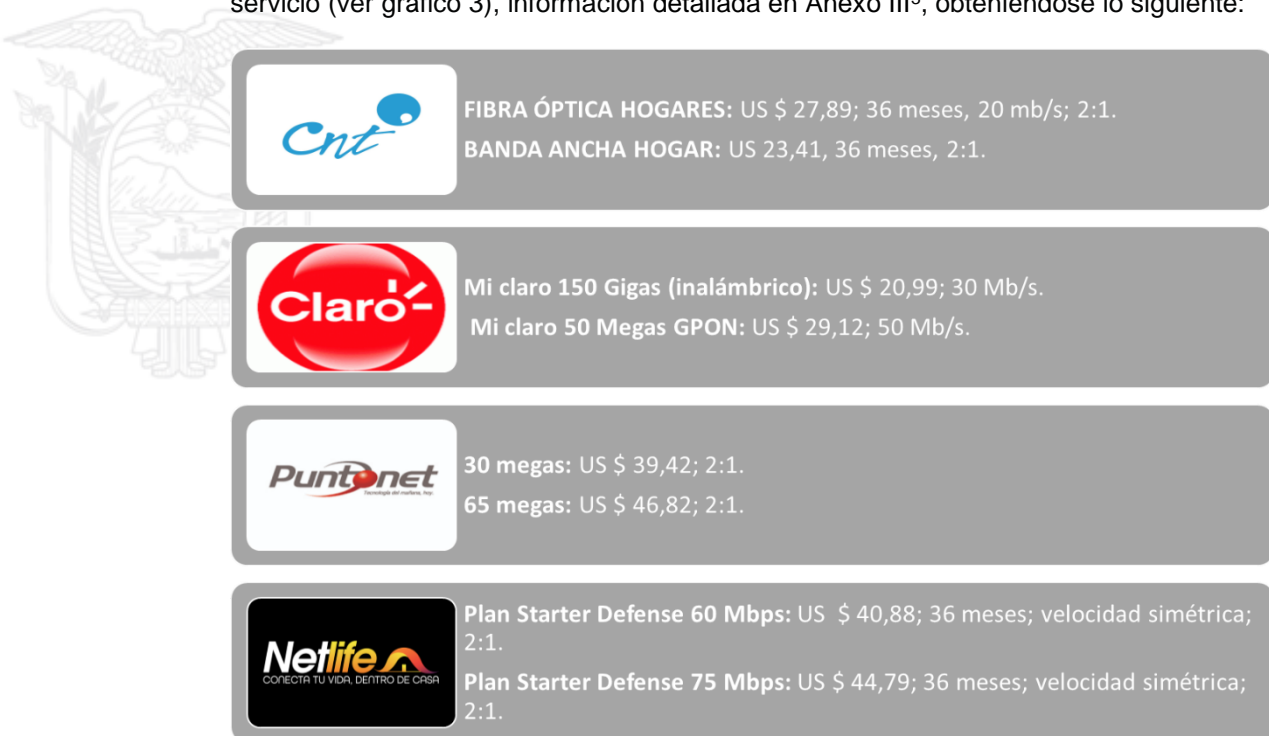 servicio (ver gráfico 3), información detallada en Anexo III³, obteniéndose lo siguiente:
Cnt
FIBRA ÓPTICA HOGARES: US $ 27,89; 36 meses, 20 mb/s; 2:1.
BANDA ANCHA HOGAR: US 23,41, 36 meses, 2:1.
Claro
Mi claro 150 Gigas (inalámbrico): US $ 20,99; 30 Mb/s.
Mi claro 50 Megas GPON: US $ 29,12; 50 Mb/s.
Puntonet
Tecnología del mañana, hoy.
30 megas: US $ 39,42; 2:1.
65 megas: US $ 46,82; 2:1.
Netlife
CONECTA TU VIDA, DENTRO DE CASA
Plan Starter Defense 60 Mbps: US $ 40,88; 36 meses; velocidad simétrica;
2:1.
Plan Starter Defense 75 Mbps: US $ 44,79; 36 meses; velocidad simétrica;
2:1.